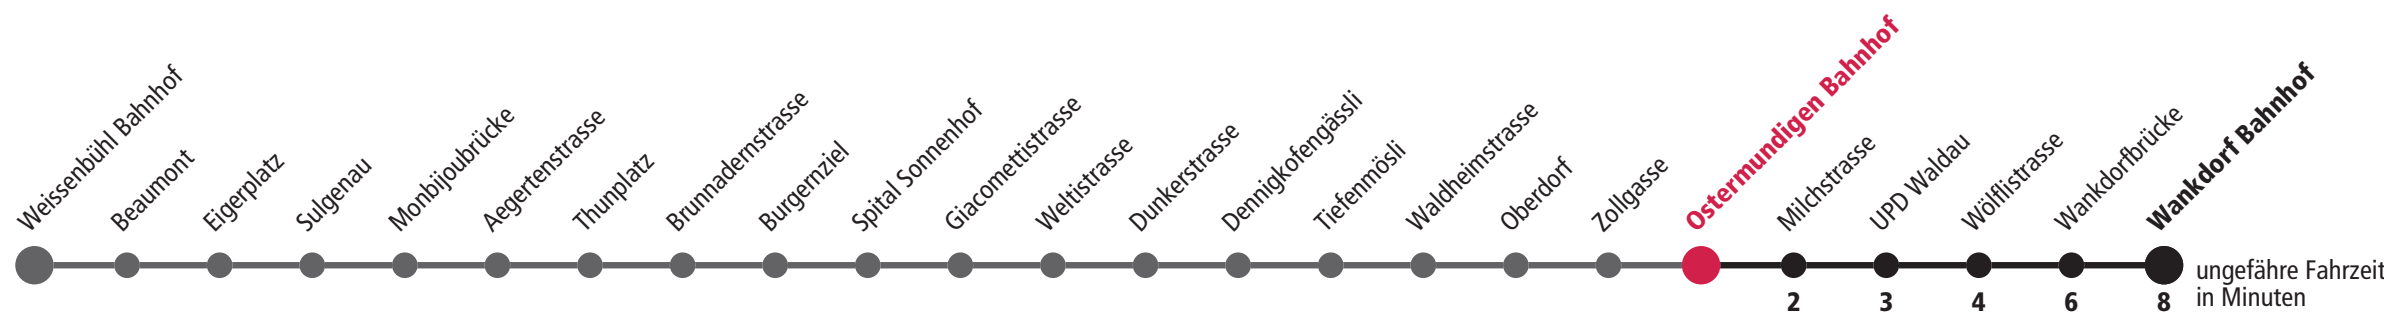 Weissenbühl Bahnhof
Beaumont
Eigerplatz
Sulgenau
Monbijoubrücke
Aegertenstrasse
Thunplatz
Brunnadernstrasse
Burgernziel
Spital Sonnenhof
Giacomettistrasse
Weltistrasse
Dunkerstrasse
Dennigkofengässli
Tiefenmösli
Waldheimstrasse
Oberdorf
Zollgasse
Ostermundigen Bahnhof
Milchstrasse
UPD Waldau
Wölflistrasse
Wankdorfbrücke
Wankdorf Bahnhof
2 3 4 6 8
ungefähre Fahrzeit
in Minuten